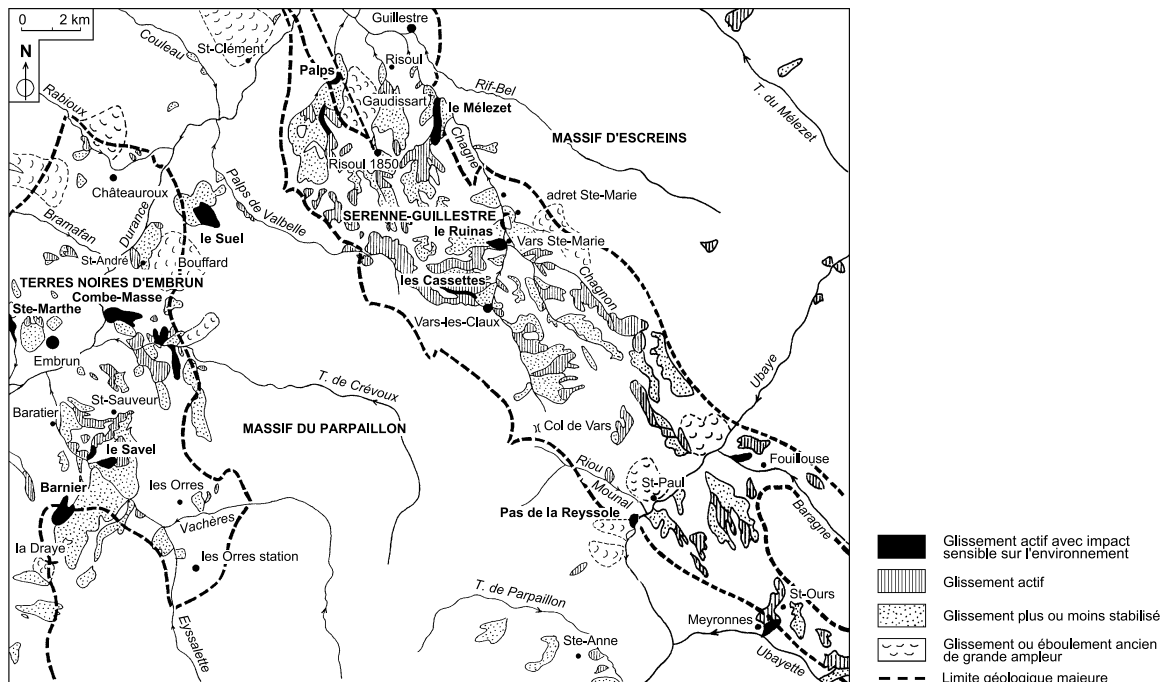 0 2 km
N
Couleau
St-Clément
Guillestre
Palps
Risoul
Rif-Bel
T. du Mélezet
Rabioux
Gaudissart
le Mélezet
Chagne
MASSIF D'ESCREINS
Risoul 1850
Châteauroux
Palps de Valbelle
adret Ste-Marie
Bramafan
Durance
le Suel
SERENNE-GUILLESTRE
le Ruinas
Vars Ste-Marie
St-André
Bouffard
Chagnon
TERRES NOIRES D'EMBRUN
les Cassettes
Combe-Masse
Ste-Marthe
Vars-les-Claux
Embrun
Ubaye
T. de Crévoux
St-Sauveur
Baratier
MASSIF DU PARPAILLON
Col de Vars
le Savel
Riou Mounal
Fouillouse
Barnier
les Orres
St-Paul
Vachères
Pas de la Reyssole
Baragne
la Draye
les Orres station
T. de Parpaillon
St-Ours
Meyronnes
Eyssalette
Ste-Anne
Ubayette
Glissement actif avec impact
sensible sur l'environnement
Glissement actif
Glissement plus ou moins stabilisé
Glissement ou éboulement ancien
de grande ampleur
Limite géologique majeure